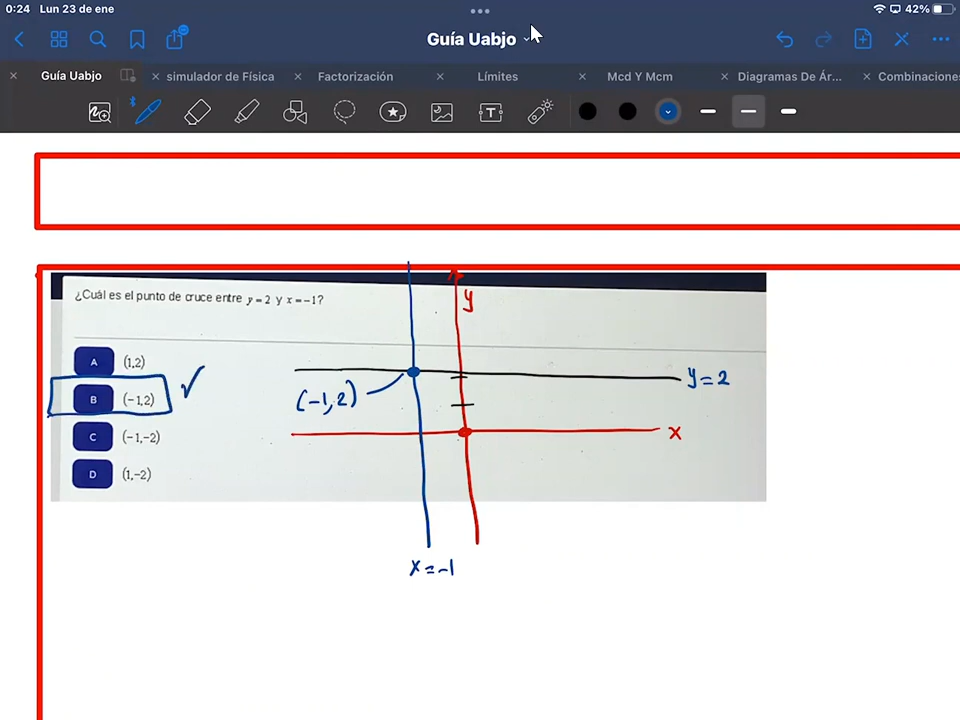 0:24 Lun 23 de ene 42%
Guía Uabjo
Guía Uabjo simulador de Física Factorización Límites Mcd Y Mcm Diagramas De Ár... Combinaciones
¿Cuál es el punto de cruce entre y = 2 y x = -1?
y
A (1,2)
B (-1,2) ✓
(-1,2)
y = 2
C (-1,-2)
x
D (1,-2)
x = -1